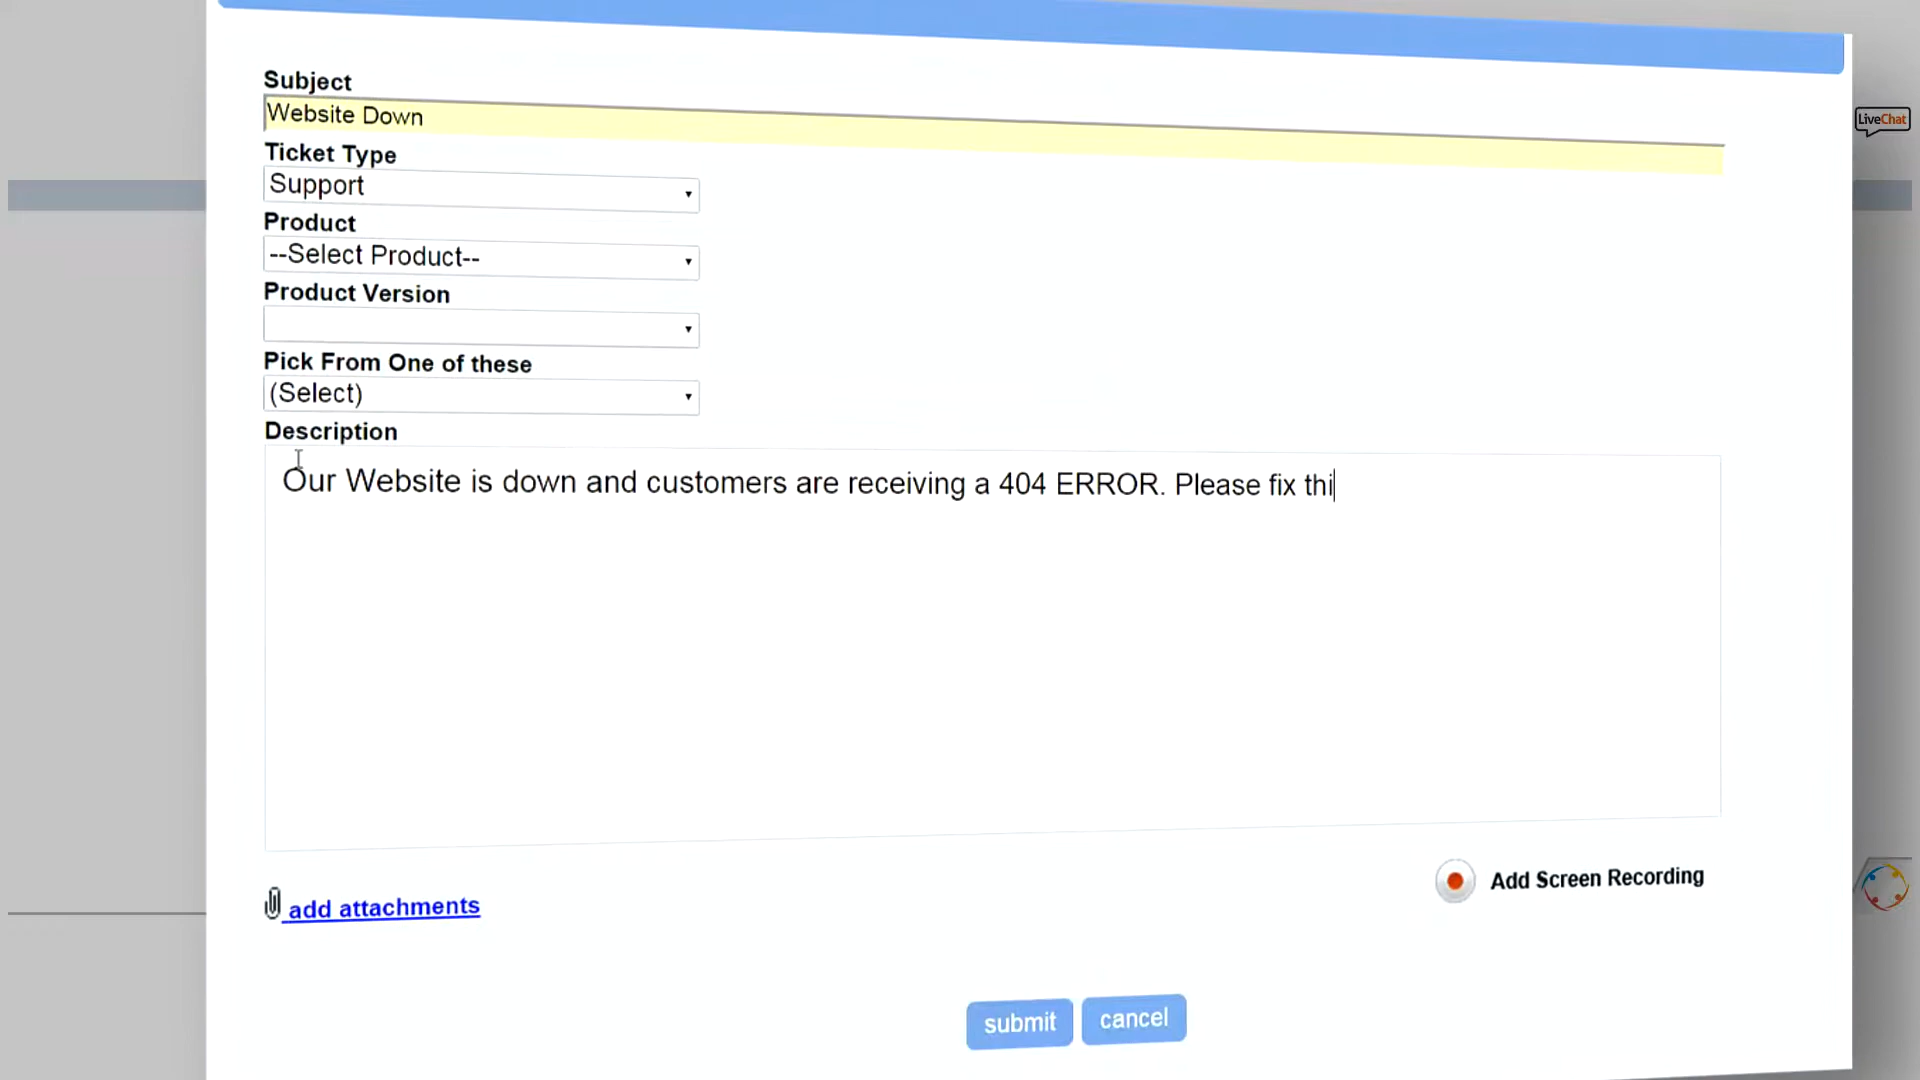 Subject
Website Down
Ticket Type
Support
Product
--Select Product--
Product Version
Pick From One of these
(Select)
Description
Our Website is down and customers are receiving a 404 ERROR. Please fix thi
add attachments
Add Screen Recording
submit
cancel
LiveChat